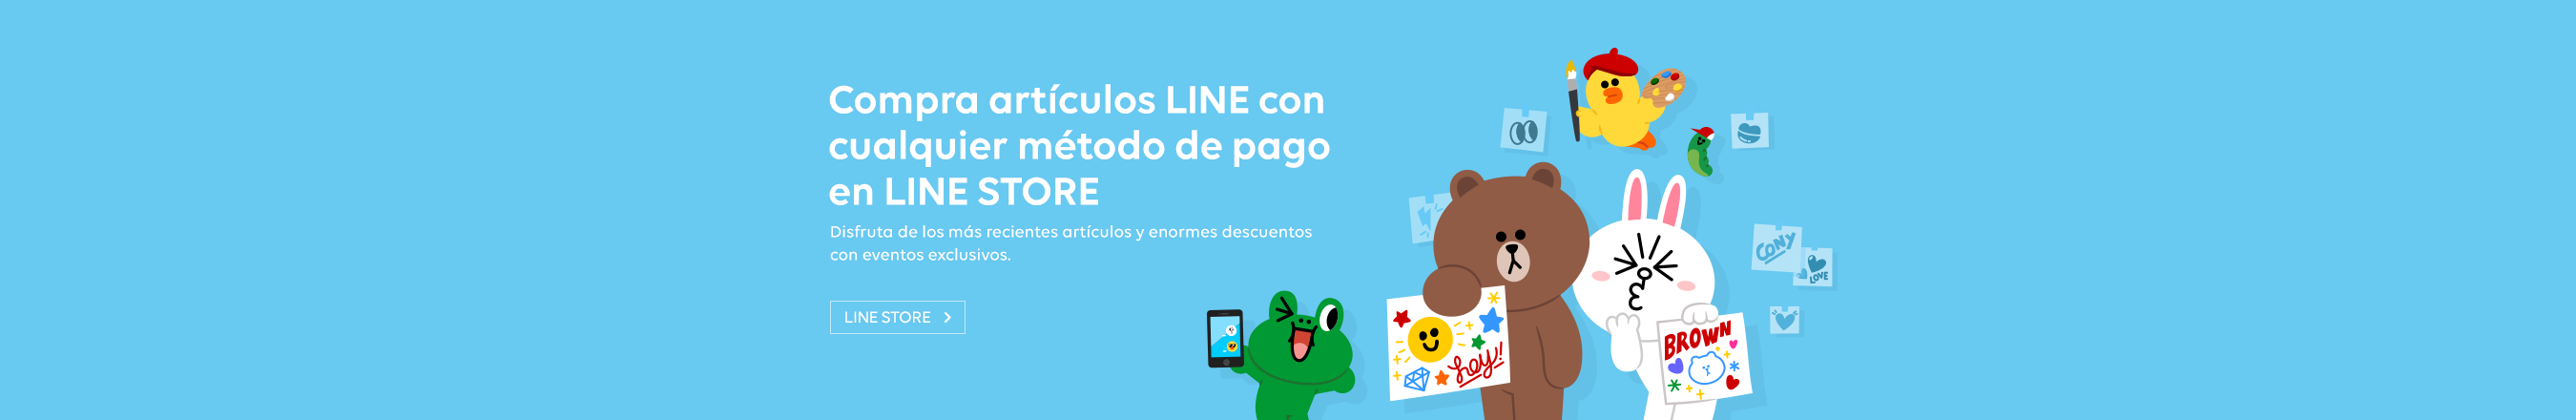 Compra artículos LINE con
cualquier método de pago
en LINE STORE
Disfruta de los más recientes artículos y enormes descuentos
con eventos exclusivos.
LINE STORE
hey!
BROWN
CONY
LOVE